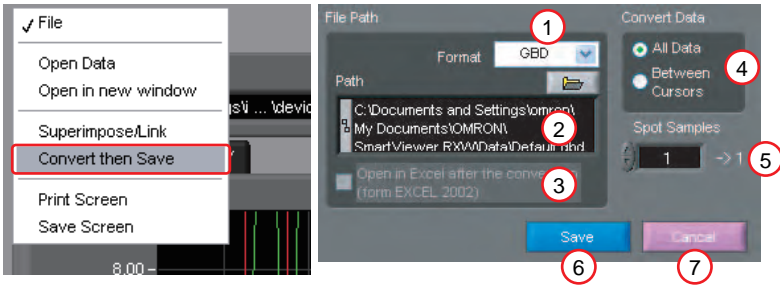 ✓ File
Open Data
Open in new window
Superimpose/Link
Convert then Save
Print Screen
Save Screen
8.00
File Path
1
Format GBD
Path
C:\Documents and Settings\omron\
My Documents\OMRON\
SmartViewer RXW\Data\Default.gbd
2
Open in Excel after the conversion
(form EXCEL 2002)
3
Convert Data
All Data
Between
Cursors
4
Spot Samples
1 -> 1
5
Save
6
Cancel
7